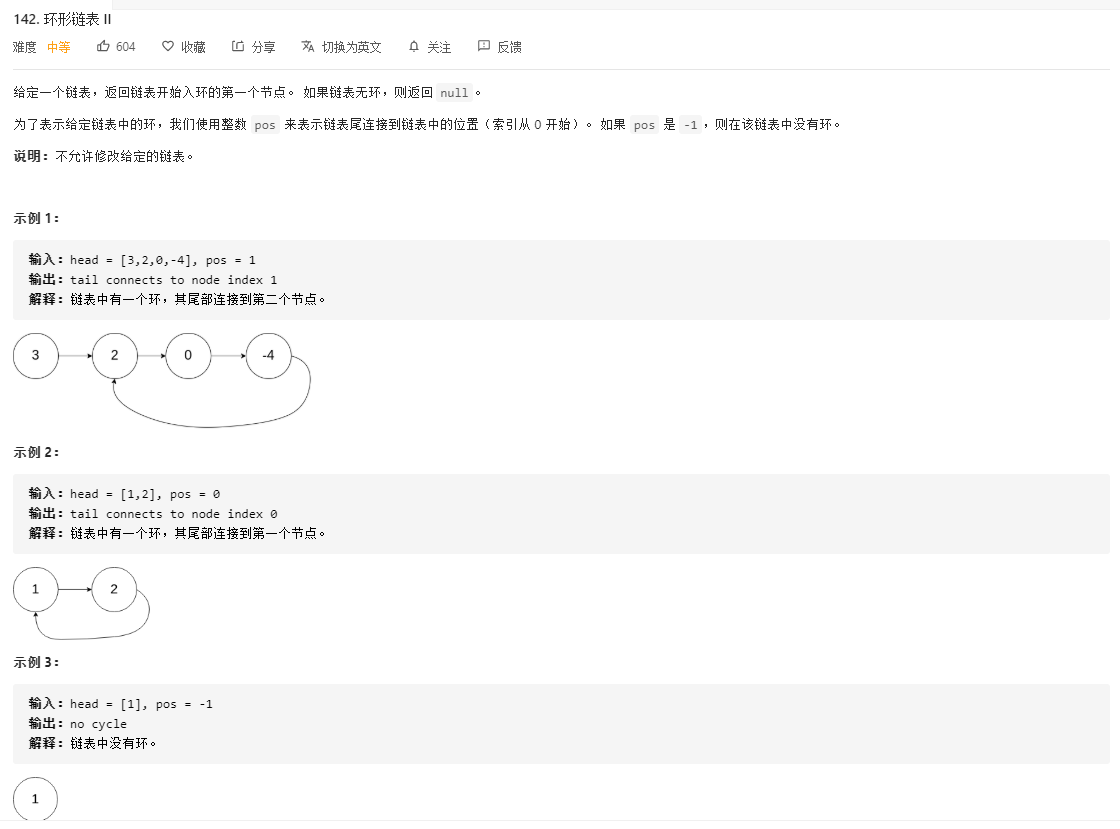 142. 环形链表 II
难度 中等 604 收藏 分享 切换为英文 关注 反馈
给定一个链表，返回链表开始入环的第一个节点。 如果链表无环，则返回 null。
为了表示给定链表中的环，我们使用整数 pos 来表示链表尾连接到链表中的位置（索引从 0 开始）。 如果 pos 是 -1，则在该链表中没有环。
说明：不允许修改给定的链表。
示例 1：
输入：head = [3,2,0,-4], pos = 1
输出：tail connects to node index 1
解释：链表中有一个环，其尾部连接到第二个节点。
3 2 0 -4
示例 2：
输入：head = [1,2], pos = 0
输出：tail connects to node index 0
解释：链表中有一个环，其尾部连接到第一个节点。
1 2
示例 3：
输入：head = [1], pos = -1
输出：no cycle
解释：链表中没有环。
1